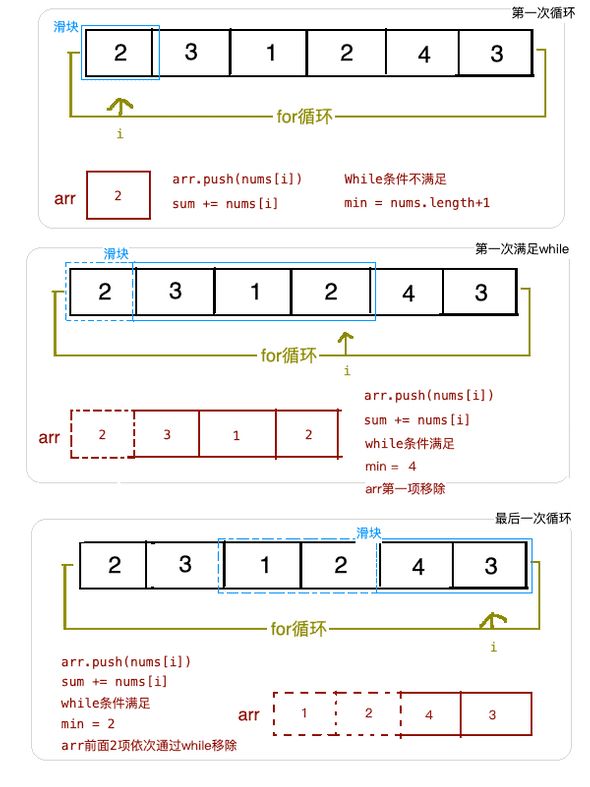 第一次循环
滑块
2 3 1 2 4 3
for循环
i
arr 2
arr.push(nums[i]) While条件不满足
sum += nums[i] min = nums.length+1
第一次满足while
滑块
2 3 1 2 4 3
for循环
i
arr 2 3 1 2
arr.push(nums[i])
sum += nums[i]
while条件满足
min = 4
arr第一项移除
最后一次循环
滑块
2 3 1 2 4 3
for循环
i
arr.push(nums[i])
sum += nums[i]
while条件满足
min = 2
arr前面2项依次通过while移除
arr 1 2 4 3